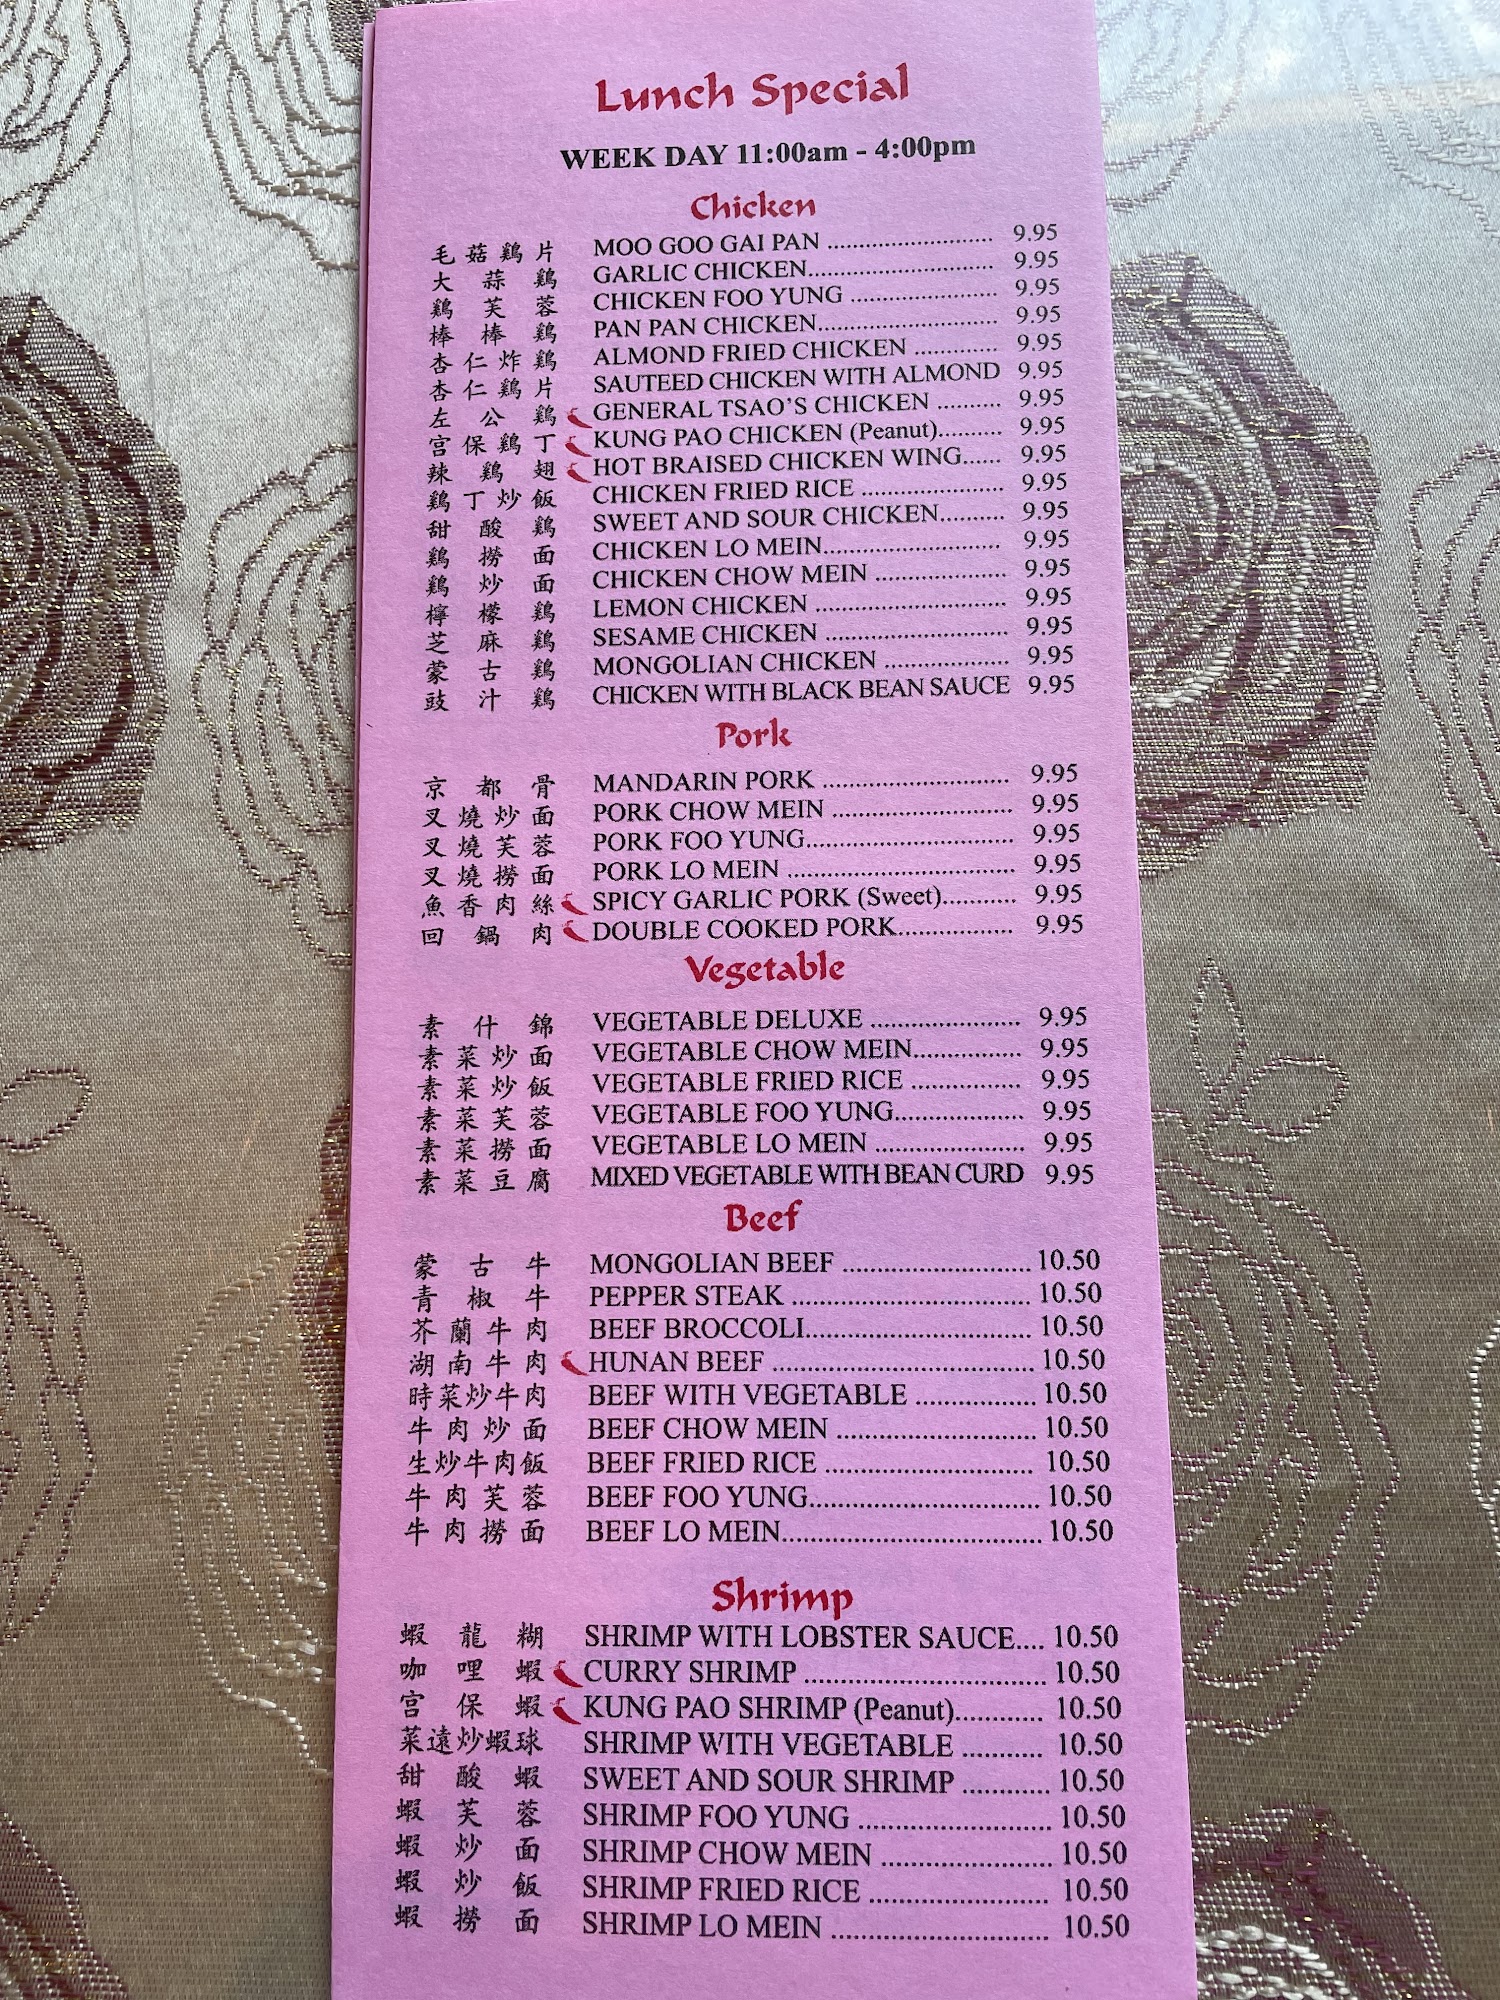 Lunch Special
WEEK DAY 11:00am - 4:00pm
Chicken
毛菇鷄片 MOO GOO GAI PAN 9.95
大蒜鷄 GARLIC CHICKEN 9.95
鷄芙蓉 CHICKEN FOO YUNG 9.95
棒棒鷄 PAN PAN CHICKEN 9.95
杏仁炸鷄 ALMOND FRIED CHICKEN 9.95
杏仁鷄片 SAUTEED CHICKEN WITH ALMOND 9.95
左公鷄 GENERAL TSAO'S CHICKEN 9.95
宫保鷄丁 KUNG PAO CHICKEN (Peanut) 9.95
辣鷄翅 HOT BRAISED CHICKEN WING 9.95
鷄丁炒飯 CHICKEN FRIED RICE 9.95
甜酸鷄 SWEET AND SOUR CHICKEN 9.95
鷄撈面 CHICKEN LO MEIN 9.95
鷄炒面 CHICKEN CHOW MEIN 9.95
檸檬鷄 LEMON CHICKEN 9.95
芝麻鷄 SESAME CHICKEN 9.95
蒙古鷄 MONGOLIAN CHICKEN 9.95
豉汁鷄 CHICKEN WITH BLACK BEAN SAUCE 9.95
Pork
京都骨 MANDARIN PORK 9.95
叉燒炒面 PORK CHOW MEIN 9.95
叉燒芙蓉 PORK FOO YUNG 9.95
叉燒撈面 PORK LO MEIN 9.95
魚香肉絲 SPICY GARLIC PORK (Sweet) 9.95
回鍋肉 DOUBLE COOKED PORK 9.95
Vegetable
素什錦 VEGETABLE DELUXE 9.95
素菜炒面 VEGETABLE CHOW MEIN 9.95
素菜炒飯 VEGETABLE FRIED RICE 9.95
素菜芙蓉 VEGETABLE FOO YUNG 9.95
素菜撈面 VEGETABLE LO MEIN 9.95
素菜豆腐 MIXED VEGETABLE WITH BEAN CURD 9.95
Beef
蒙古牛 MONGOLIAN BEEF 10.50
青椒牛 PEPPER STEAK 10.50
芥蘭牛肉 BEEF BROCCOLI 10.50
湖南牛肉 HUNAN BEEF 10.50
時菜炒牛肉 BEEF WITH VEGETABLE 10.50
牛肉炒面 BEEF CHOW MEIN 10.50
生炒牛肉飯 BEEF FRIED RICE 10.50
牛肉芙蓉 BEEF FOO YUNG 10.50
牛肉撈面 BEEF LO MEIN 10.50
Shrimp
蝦龍糊 SHRIMP WITH LOBSTER SAUCE 10.50
咖哩蝦 CURRY SHRIMP 10.50
宫保蝦 KUNG PAO SHRIMP (Peanut) 10.50
菜遠炒蝦球 SHRIMP WITH VEGETABLE 10.50
甜酸蝦 SWEET AND SOUR SHRIMP 10.50
蝦芙蓉 SHRIMP FOO YUNG 10.50
蝦炒面 SHRIMP CHOW MEIN 10.50
蝦炒飯 SHRIMP FRIED RICE 10.50
蝦撈面 SHRIMP LO MEIN 10.50